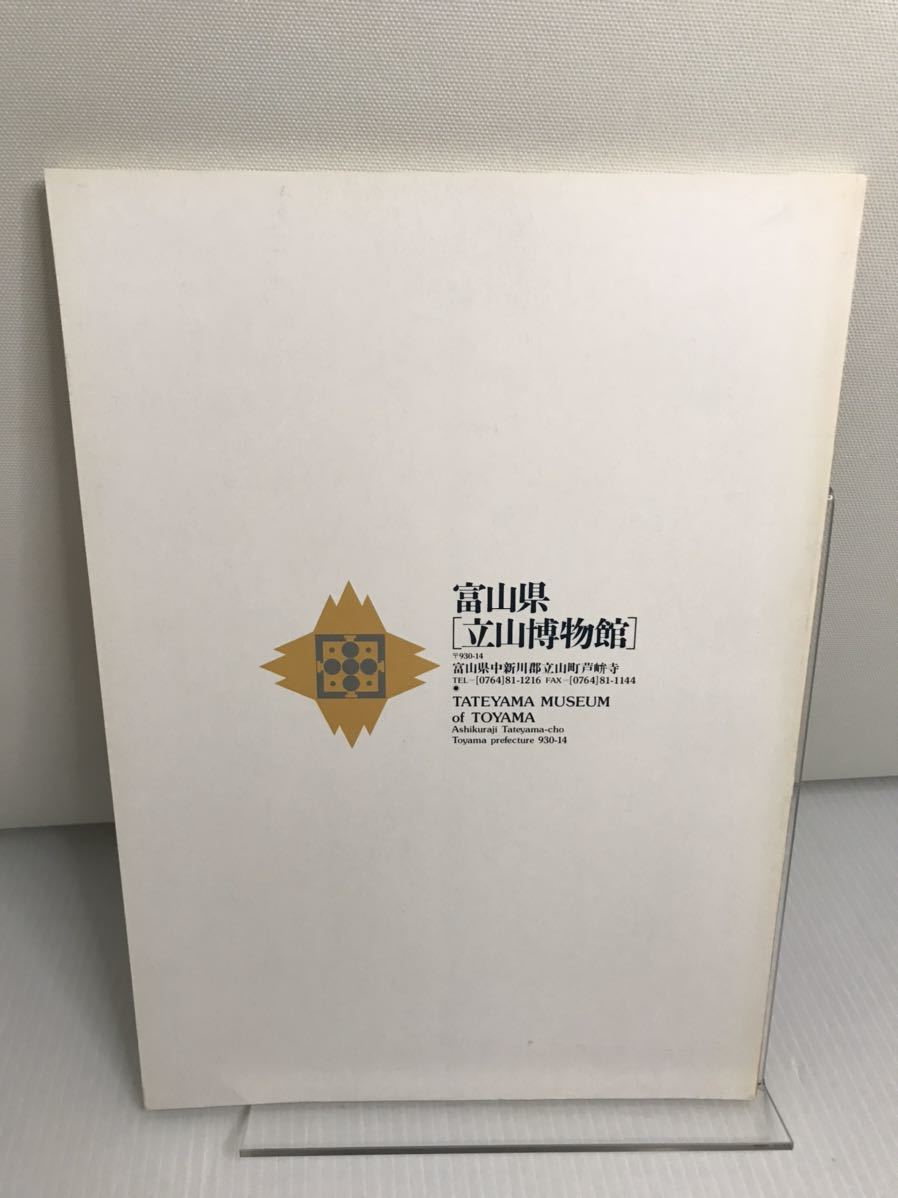 富山県
[立山博物館]
〒930-14
富山県中新川郡立山町芦峅寺
TEL—[0764]81-1216 FAX—[0764]81-1144
TATEYAMA MUSEUM
of TOYAMA
Ashikuraji Tateyama-cho
Toyama prefecture 930-14